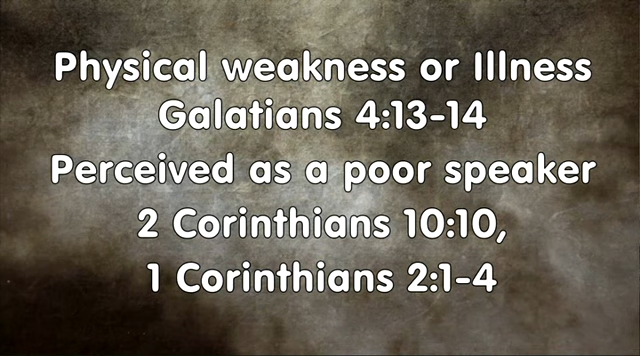 Physical weakness or Illness
Galatians 4:13-14
Perceived as a poor speaker
2 Corinthians 10:10,
1 Corinthians 2:1-4